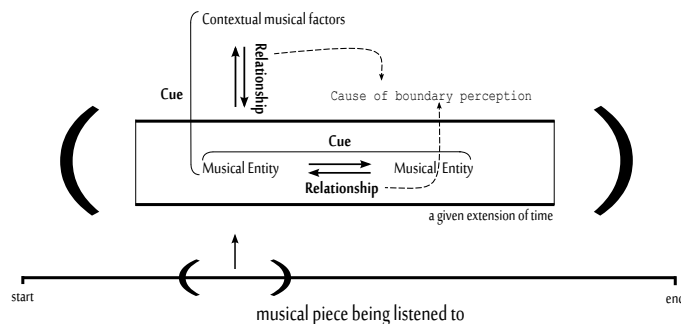 Contextual musical factors
Relationship
Cue
Cause of boundary perception
Cue
Musical Entity
Musical Entity
Relationship
a given extension of time
start
end
musical piece being listened to